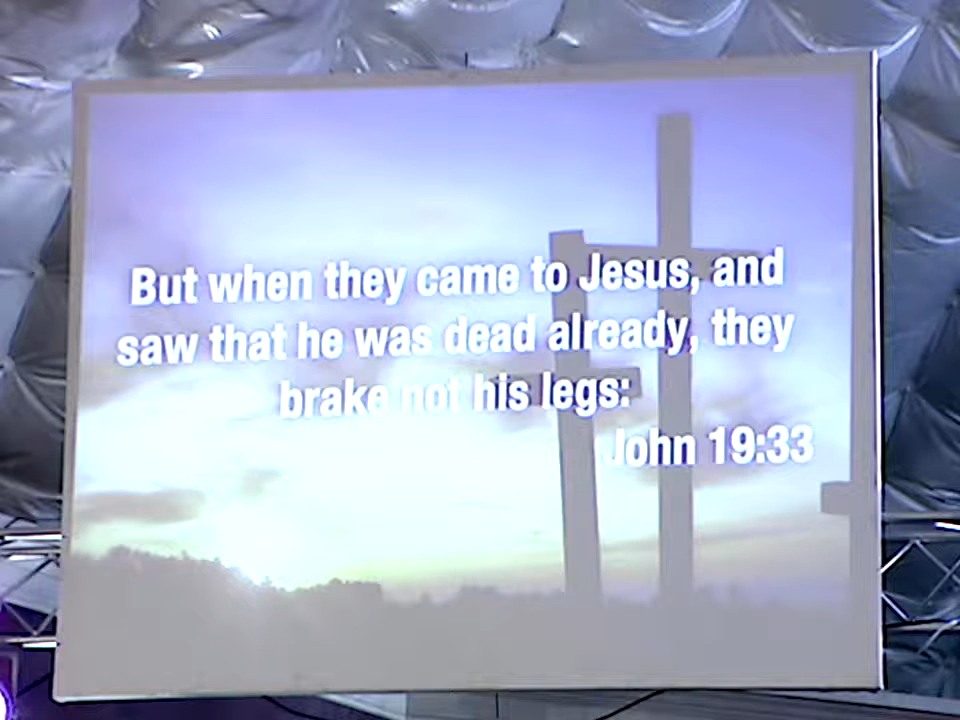 But when they came to Jesus, and
saw that he was dead already, they
brake not his legs:
John 19:33